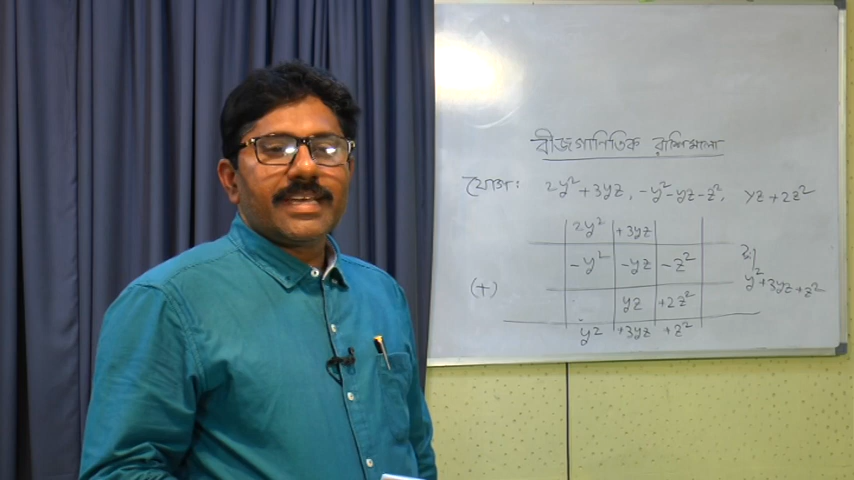 বীজগাণিতিক রাশিমালা
যোগ: 2y²+3yz, -y²-yz-z², yz+2z²
2y² +3yz
-y² -yz -z²
(+) yz +2z²
y² +3yz +z²
y²+3yz+z²